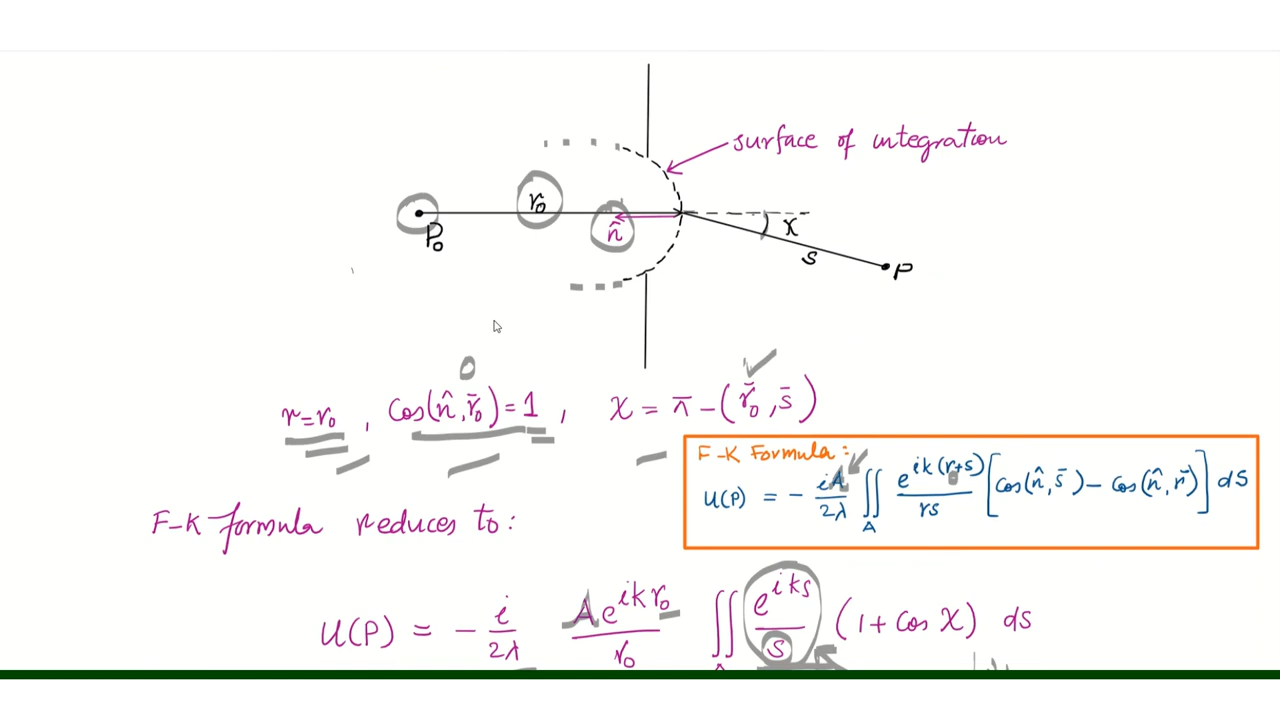 surface of integration
r₀
n̂
P₀
χ
s
P
r=r₀ , Cos(n̂,r̄₀)=1 , χ = π-(r̄₀,s̄)
F-K Formula:
U(P) = - iA/2λ ∬_A e^{ik(r+s)}/rs [cos(n̂,s̄) - cos(n̂,r̄)] dS
F-K formula reduces to:
U(P) = - i/2λ Ae^{ikr₀}/r₀ ∬_A e^{iks}/s (1+ cos χ) ds